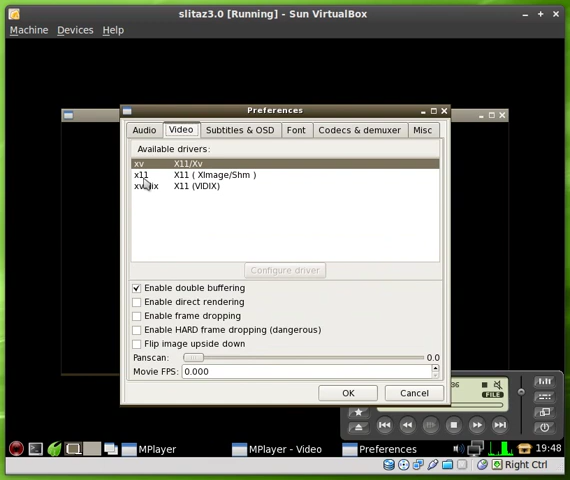 slitaz3.0 [Running] - Sun VirtualBox
Machine Devices Help
Preferences
Audio Video Subtitles & OSD Font Codecs & demuxer Misc
Available drivers:
xv X11/Xv
x11 X11 ( XImage/Shm )
X11 (VIDIX)
Configure driver
Enable double buffering
Enable direct rendering
Enable frame dropping
Enable HARD frame dropping (dangerous)
Flip image upside down
Panscan: 0.0
Movie FPS: 0.000
OK Cancel
36
FILE
MPlayer MPlayer - Video Preferences 19:48
Right Ctrl